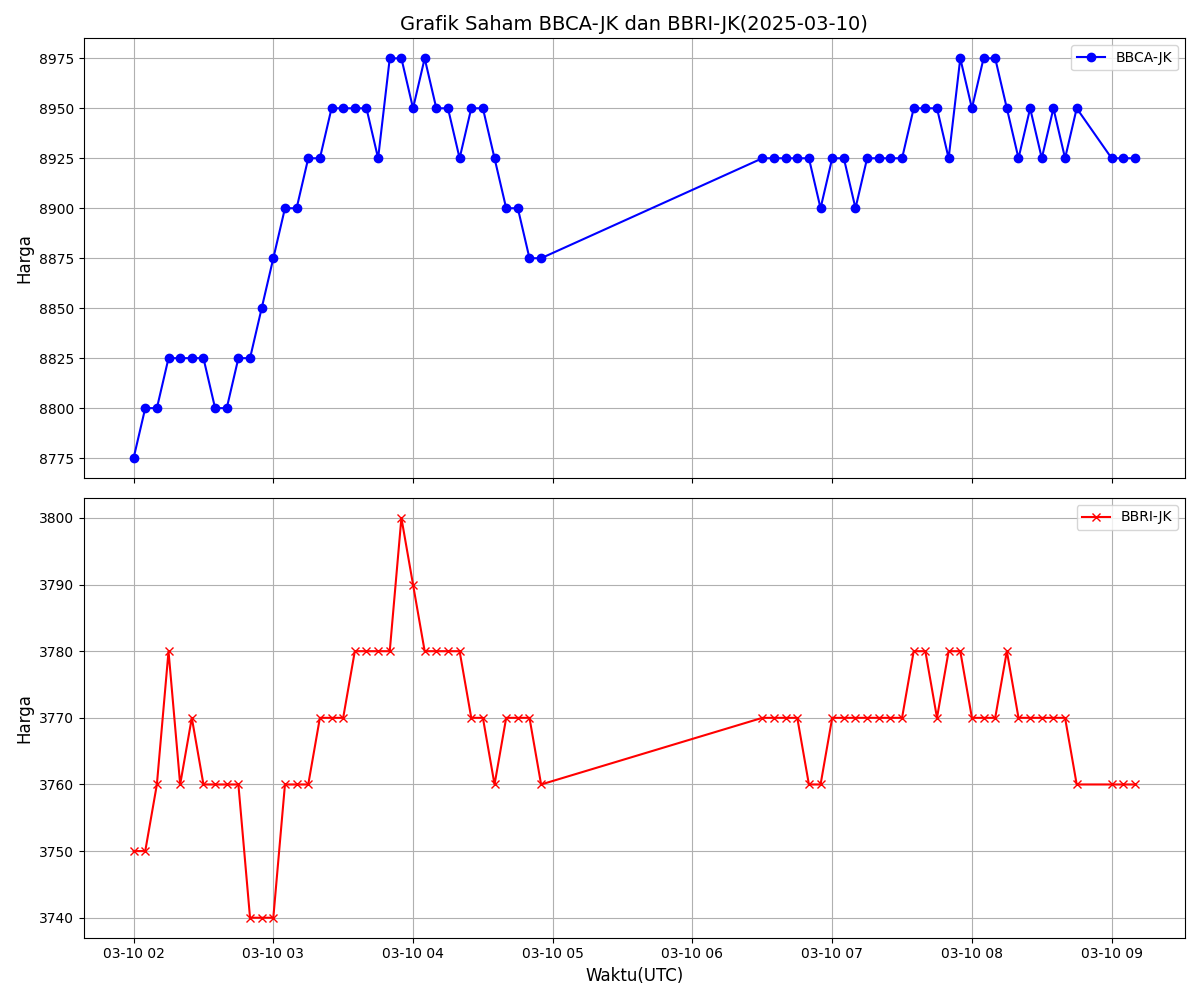 Grafik Saham BBCA-JK dan BBRI-JK(2025-03-10)
BBCA-JK
Harga
8975
8950
8925
8900
8875
8850
8825
8800
8775
BBRI-JK
Harga
3800
3790
3780
3770
3760
3750
3740
03-10 02 03-10 03 03-10 04 03-10 05 03-10 06 03-10 07 03-10 08 03-10 09
Waktu(UTC)